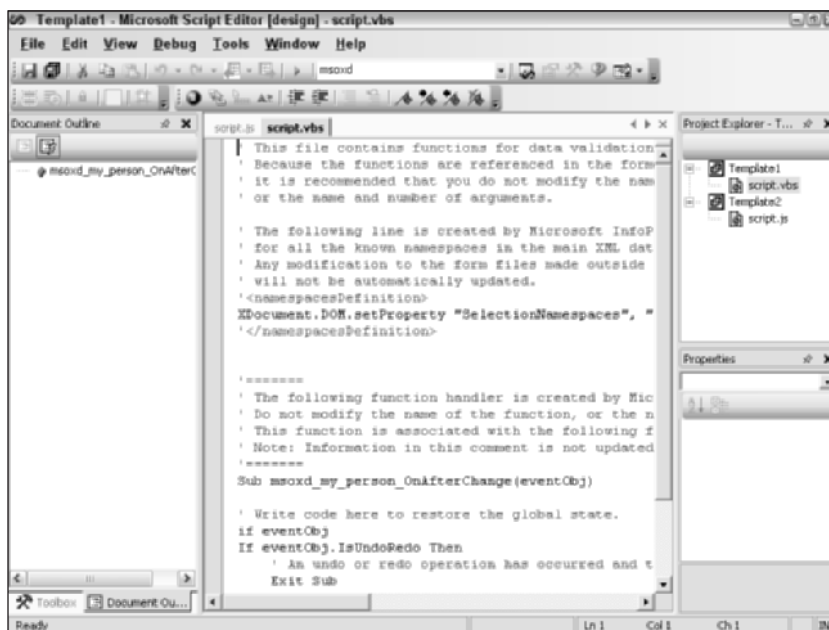 Template1 - Microsoft Script Editor [design] - script.vbs
File Edit View Debug Tools Window Help
msoxd
Document Outline
msoxd_my_person_OnAfterC
Toolbox Document Ou...
script.js script.vbs
' This file contains functions for data validation
' Because the functions are referenced in the form
' it is recommended that you do not modify the nam
' or the name and number of arguments.
' The following line is created by Microsoft InfoP
' for all the known namespaces in the main XML dat
' Any modification to the form files made outside
' will not be automatically updated.
'<namespacesDefinition>
XDocument.DOM.setProperty "SelectionNamespaces", "
'</namespacesDefinition>
'=======
' The following function handler is created by Mic
' Do not modify the name of the function, or the n
' This function is associated with the following f
' Note: Information in this comment is not updated
'=======
Sub msoxd_my_person_OnAfterChange(eventObj)
' Write code here to restore the global state.
if eventObj
If eventObj.IsUndoRedo Then
' An undo or redo operation has occurred and t
Exit Sub
Project Explorer - T...
Template1
script.vbs
Template2
script.js
Properties
Ready Ln 1 Col 1 Ch 1 IN